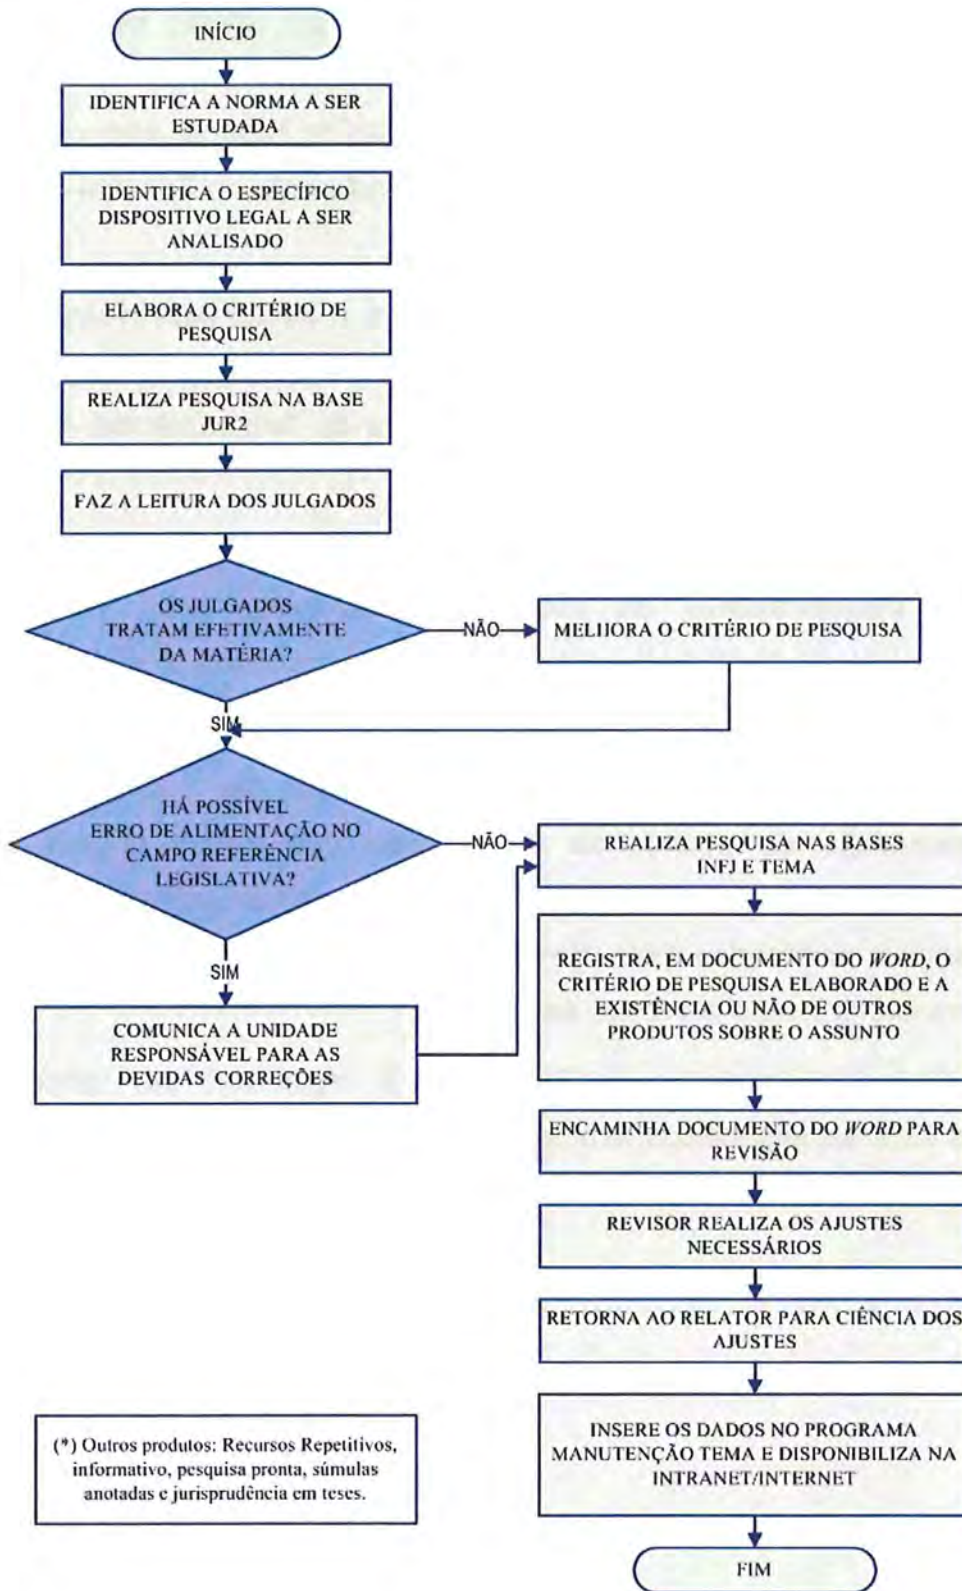 INÍCIO
IDENTIFICA A NORMA A SER
ESTUDADA
IDENTIFICA O ESPECÍFICO
DISPOSITIVO LEGAL A SER
ANALISADO
ELABORA O CRITÉRIO DE
PESQUISA
REALIZA PESQUISA NA BASE
JUR2
FAZ A LEITURA DOS JULGADOS
OS JULGADOS
TRATAM EFETIVAMENTE
DA MATÉRIA?
NÃO
MELHORA O CRITÉRIO DE PESQUISA
SIM
HÁ POSSÍVEL
ERRO DE ALIMENTAÇÃO NO
CAMPO REFERÊNCIA
LEGISLATIVA?
NÃO
REALIZA PESQUISA NAS BASES
INFJ E TEMA
SIM
COMUNICA A UNIDADE
RESPONSÁVEL PARA AS
DEVIDAS CORREÇÕES
REGISTRA, EM DOCUMENTO DO WORD, O
CRITÉRIO DE PESQUISA ELABORADO E A
EXISTÊNCIA OU NÃO DE OUTROS
PRODUTOS SOBRE O ASSUNTO
ENCAMINHA DOCUMENTO DO WORD PARA
REVISÃO
REVISOR REALIZA OS AJUSTES
NECESSÁRIOS
RETORNA AO RELATOR PARA CIÊNCIA DOS
AJUSTES
INSERE OS DADOS NO PROGRAMA
MANUTENÇÃO TEMA E DISPONIBILIZA NA
INTRANET/INTERNET
FIM
(*) Outros produtos: Recursos Repetitivos,
informativo, pesquisa pronta, súmulas
anotadas e jurisprudência em teses.